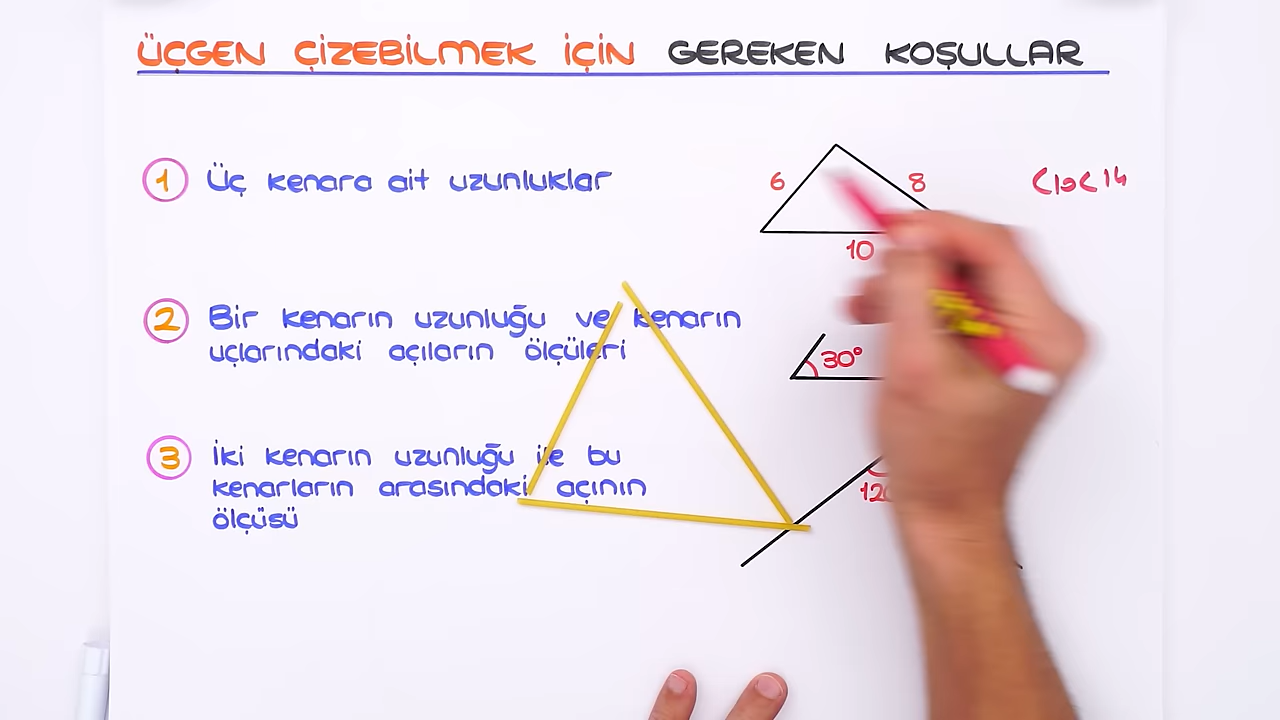 ÜÇGEN ÇİZEBİLMEK İÇİN GEREKEN KOŞULLAR
1 Üç kenara ait uzunluklar
6
8
10
<10<14
2 Bir kenarın uzunluğu ve kenarın
uçlarındaki açıların ölçüleri
30°
3 İki kenarın uzunluğu ile bu
kenarların arasındaki açının
ölçüsü